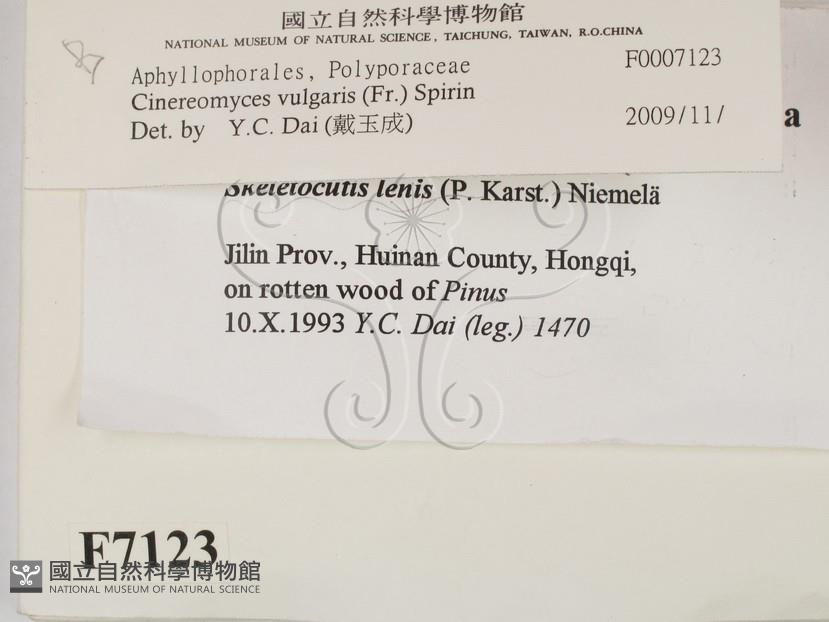 國立自然科學博物館
NATIONAL MUSEUM OF NATURAL SCIENCE, TAICHUNG, TAIWAN, R.O.CHINA
Aphyllophorales, Polyporaceae F0007123
Cinereomyces vulgaris (Fr.) Spirin
Det. by Y.C. Dai (戴玉成) 2009/11/
a
Skeletocutis lenis (P. Karst.) Niemelä
Jilin Prov., Huinan County, Hongqi,
on rotten wood of Pinus
10.X.1993 Y.C. Dai (leg.) 1470
F7123
國立自然科學博物館
NATIONAL MUSEUM OF NATURAL SCIENCE